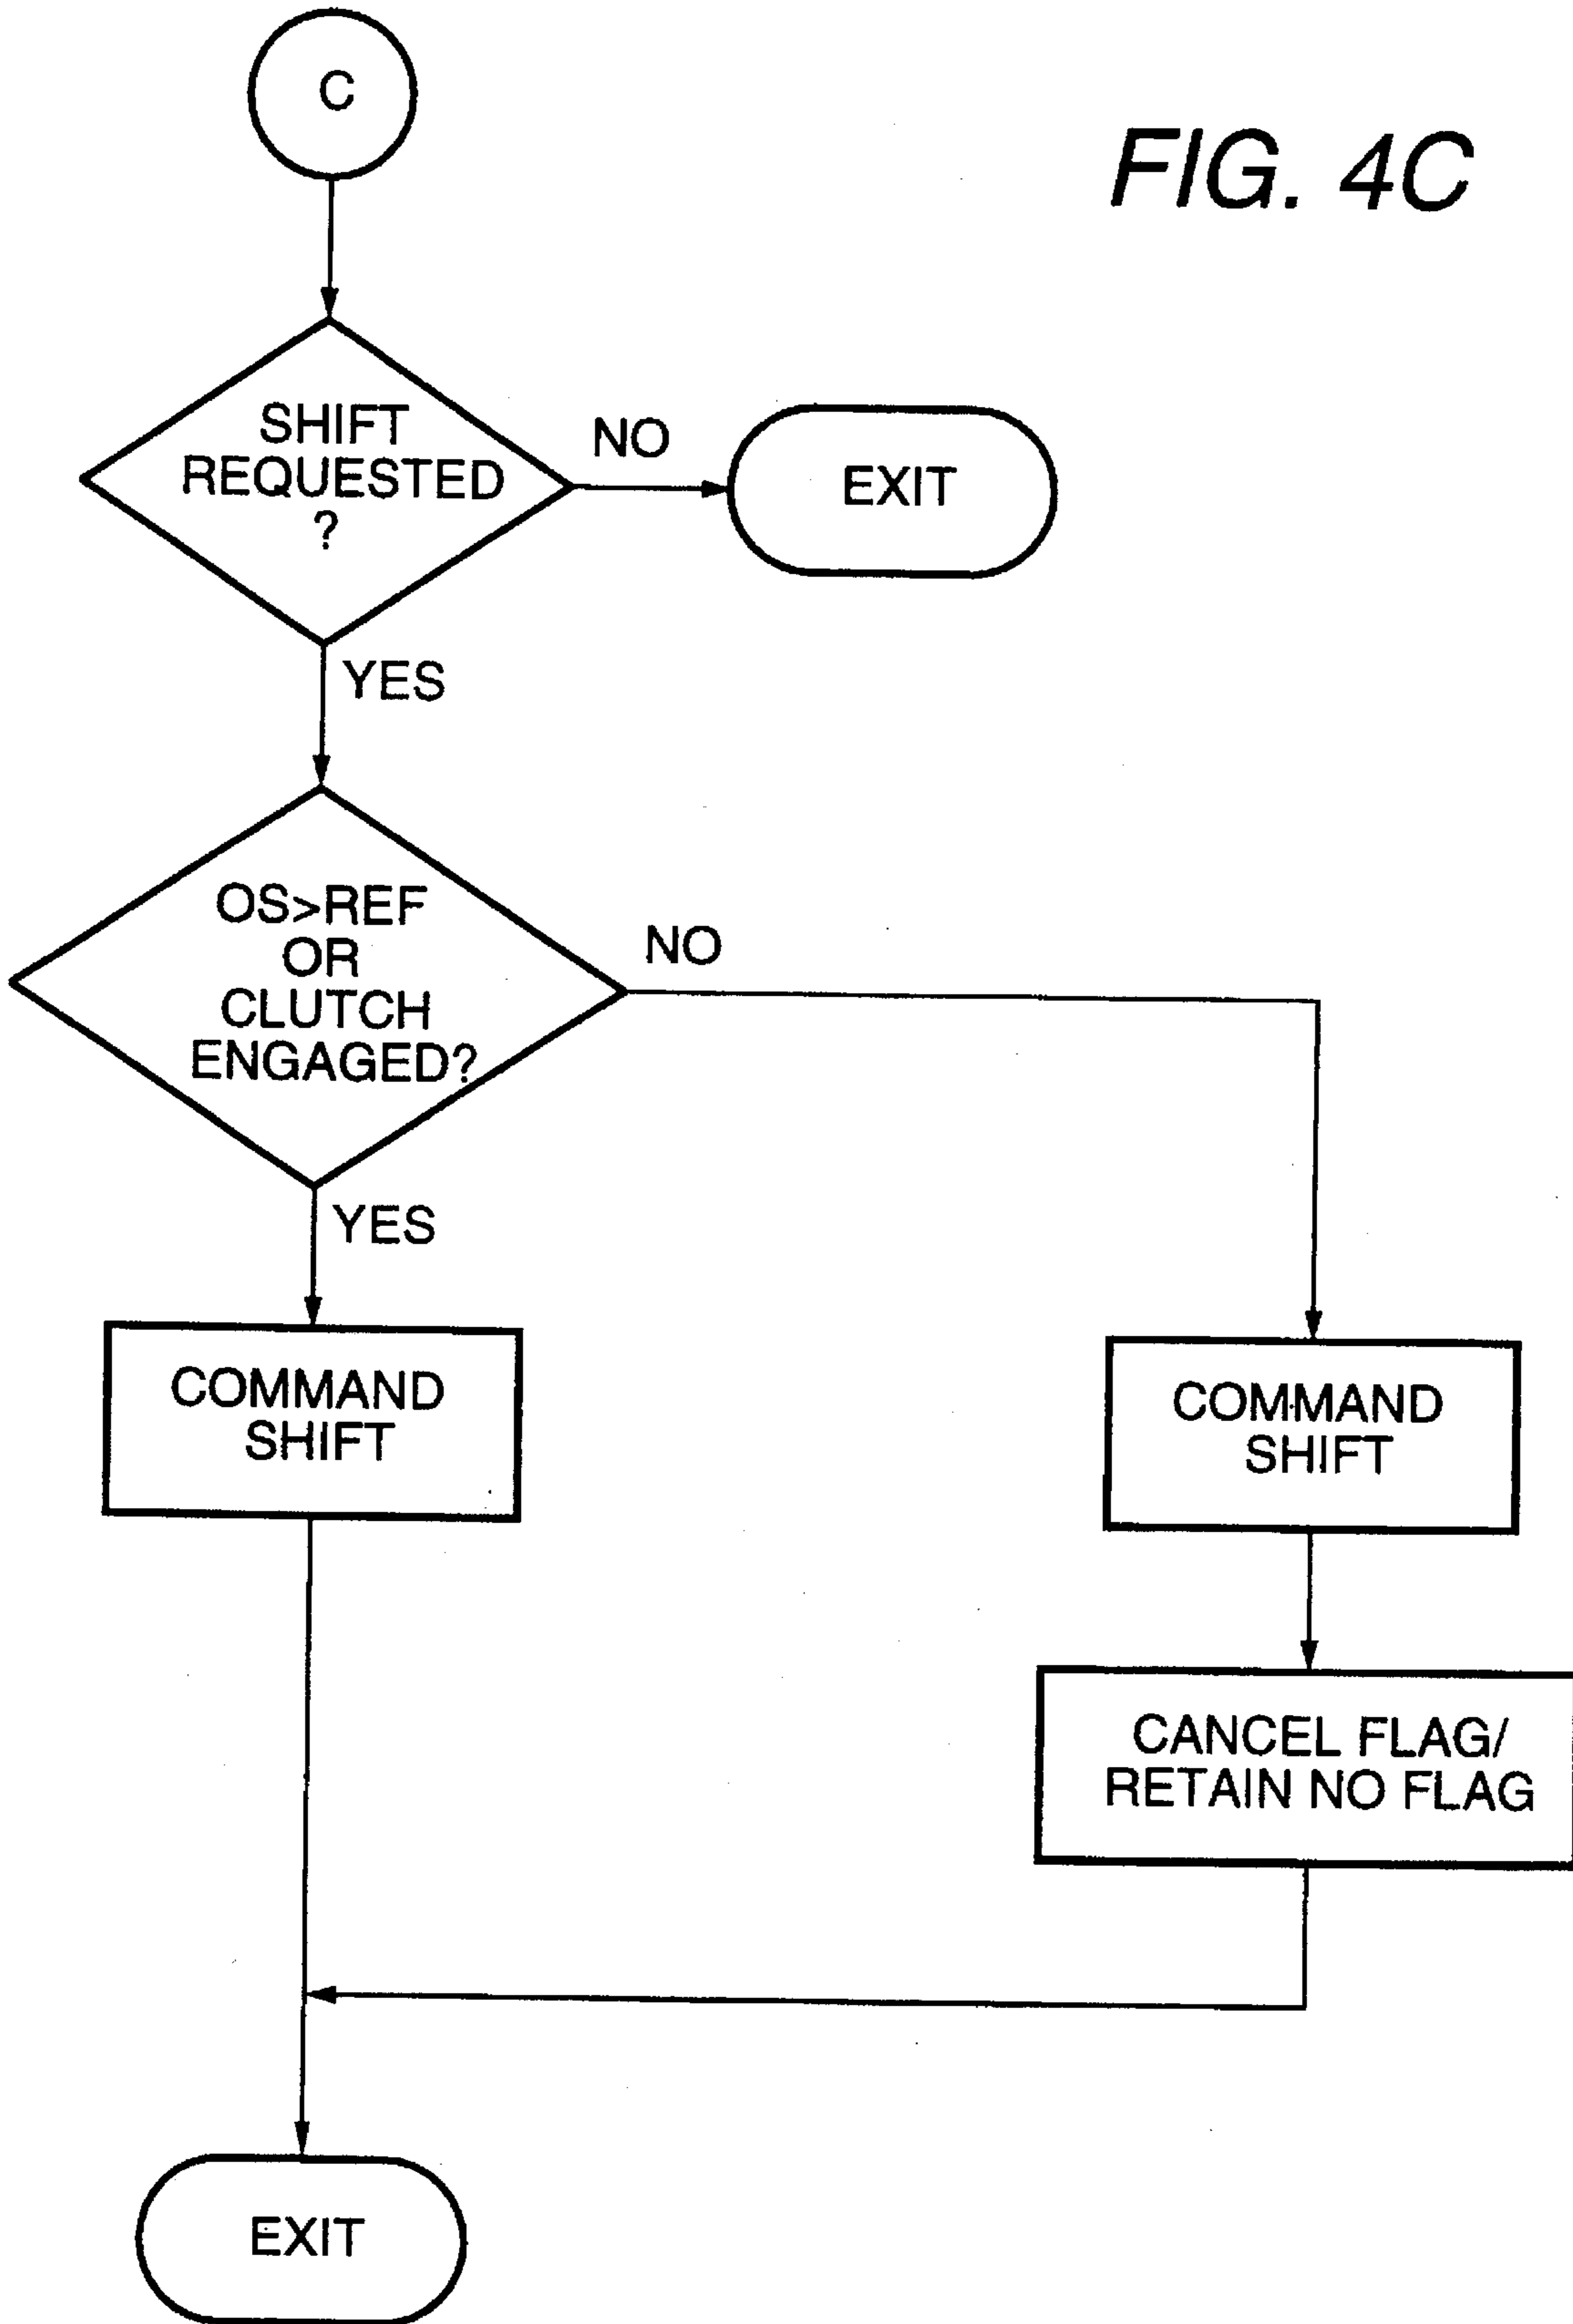 C
FIG. 4C
SHIFT
REQUESTED
?
NO
EXIT
YES
OS>REF
OR
CLUTCH
ENGAGED?
NO
YES
COMMAND
SHIFT
COMMAND
SHIFT
CANCEL FLAG/
RETAIN NO FLAG
EXIT